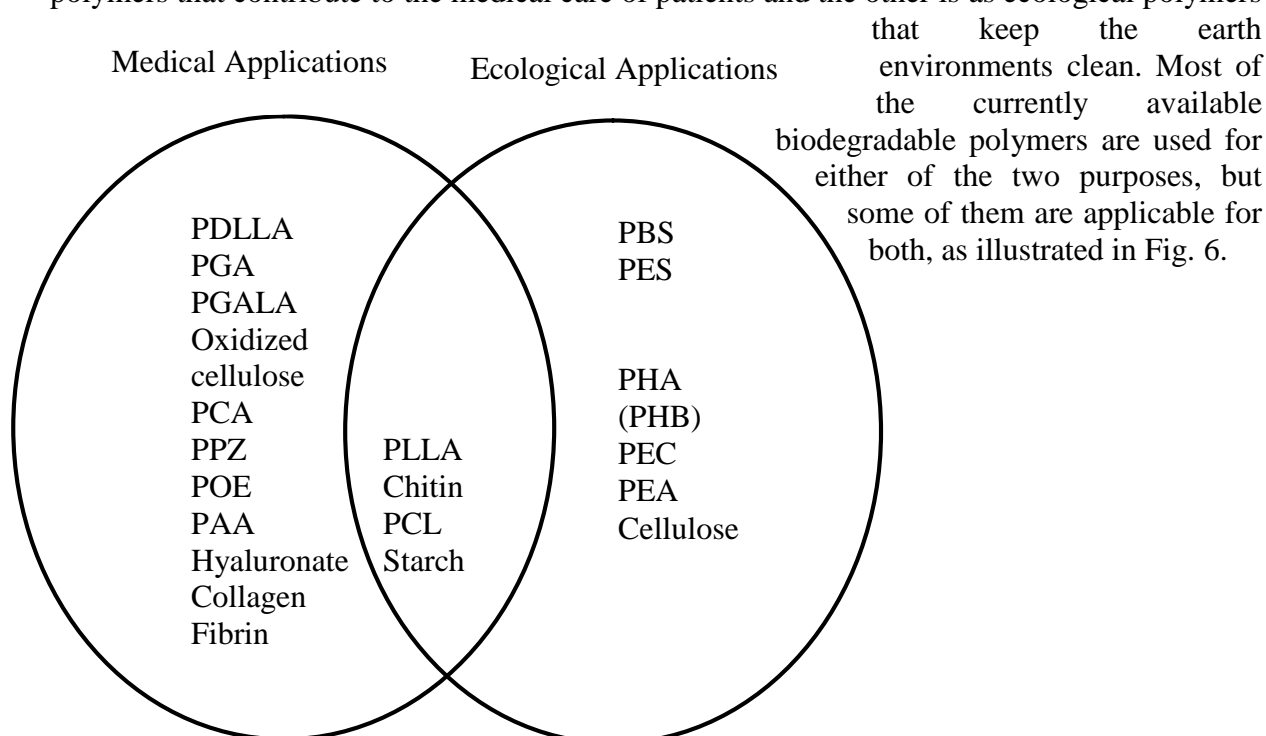 polymers that contribute to the medical care of patients and the other is as ecological polymers
that keep the earth
environments clean. Most of
the currently available
biodegradable polymers are used for
either of the two purposes, but
some of them are applicable for
both, as illustrated in Fig. 6.
Medical Applications
Ecological Applications
PDLLA
PGA
PGALA
Oxidized
cellulose
PCA
PPZ
POE
PAA
Hyaluronate
Collagen
Fibrin
PLLA
Chitin
PCL
Starch
PBS
PES
PHA
(PHB)
PEC
PEA
Cellulose